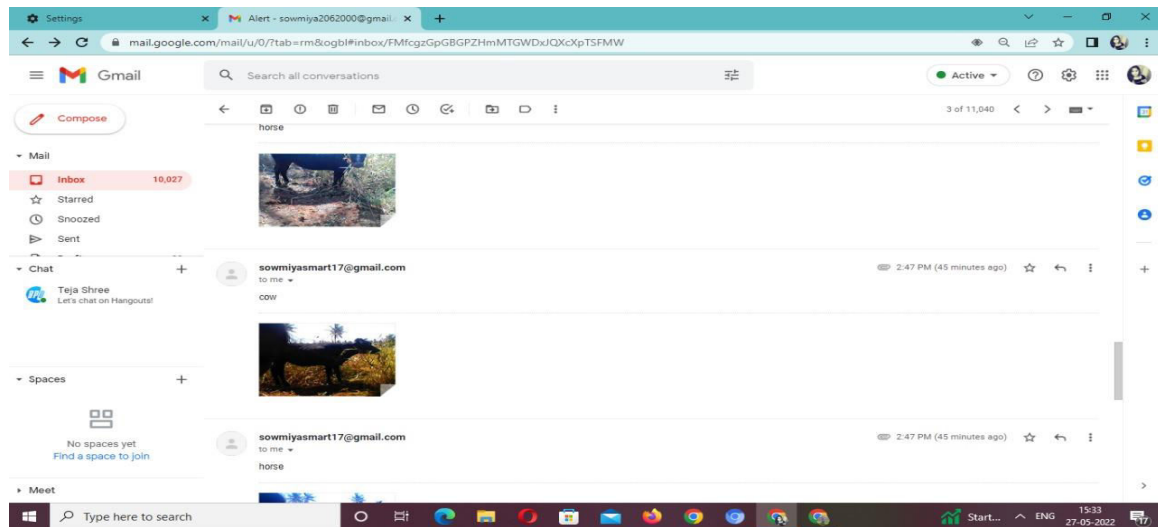 Settings
Alert - sowmiya2062000@gmail.
mail.google.com/mail/u/0/?tab=rm&ogbl#inbox/FMfcgzGpGBGPZHmMTGWDxJQXcXpTSFMW
Gmail
Search all conversations
Active
Compose
3 of 11,040
horse
Mail
Inbox 10,027
Starred
Snoozed
Sent
Chat
Teja Shree
Let's chat on Hangouts!
sowmiyasmart17@gmail.com
2:47 PM (45 minutes ago)
to me
cow
Spaces
No spaces yet
Find a space to join
sowmiyasmart17@gmail.com
2:47 PM (45 minutes ago)
to me
horse
Meet
Type here to search
Start...
ENG
15:33
27-05-2022